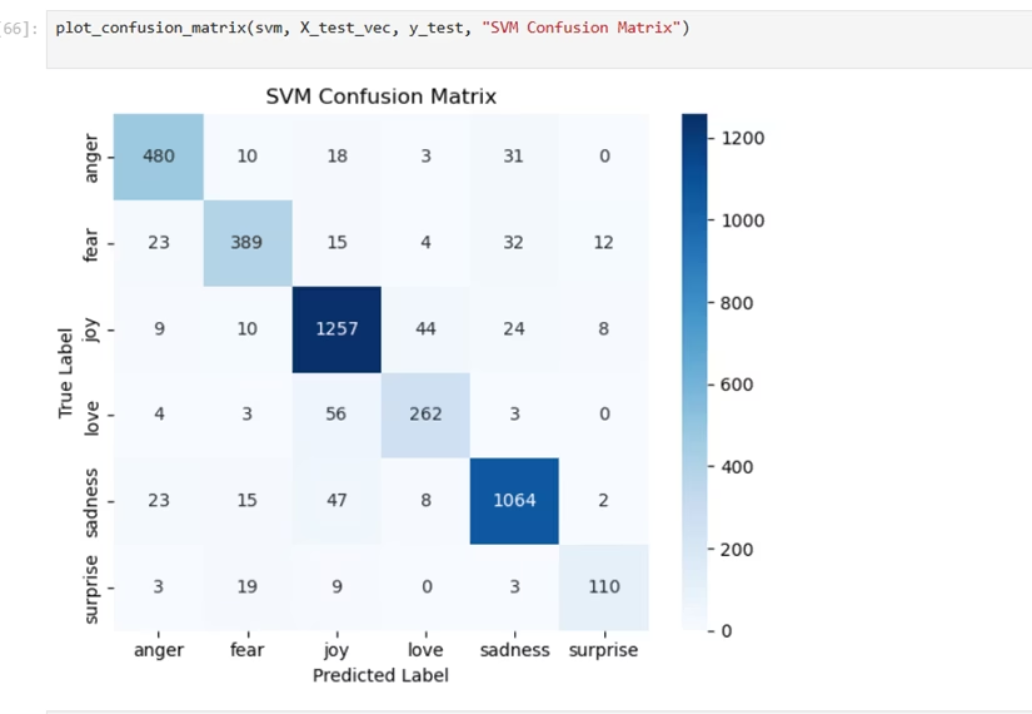 [66]: plot_confusion_matrix(svm, X_test_vec, y_test, "SVM Confusion Matrix")
SVM Confusion Matrix
True Label
anger 480 10 18 3 31 0
fear 23 389 15 4 32 12
joy 9 10 1257 44 24 8
love 4 3 56 262 3 0
sadness 23 15 47 8 1064 2
surprise 3 19 9 0 3 110
anger fear joy love sadness surprise
Predicted Label
1200
1000
800
600
400
200
0